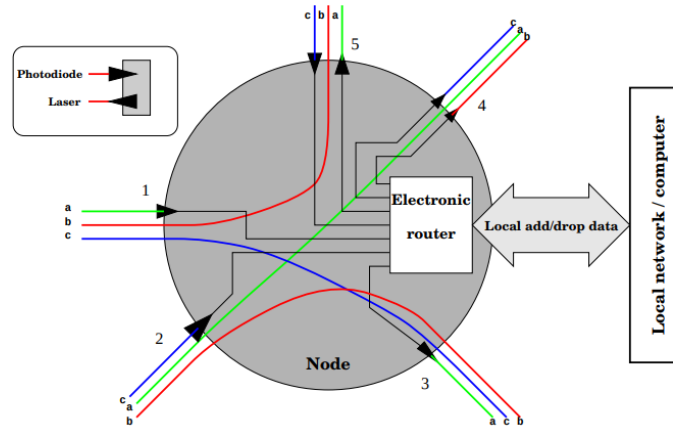 c b a
5
c
a
b
4
Photodiode
Laser
1
a
b
c
Electronic
router
Local add/drop data
Local network / computer
2
Node
3
c
a
b
a c b